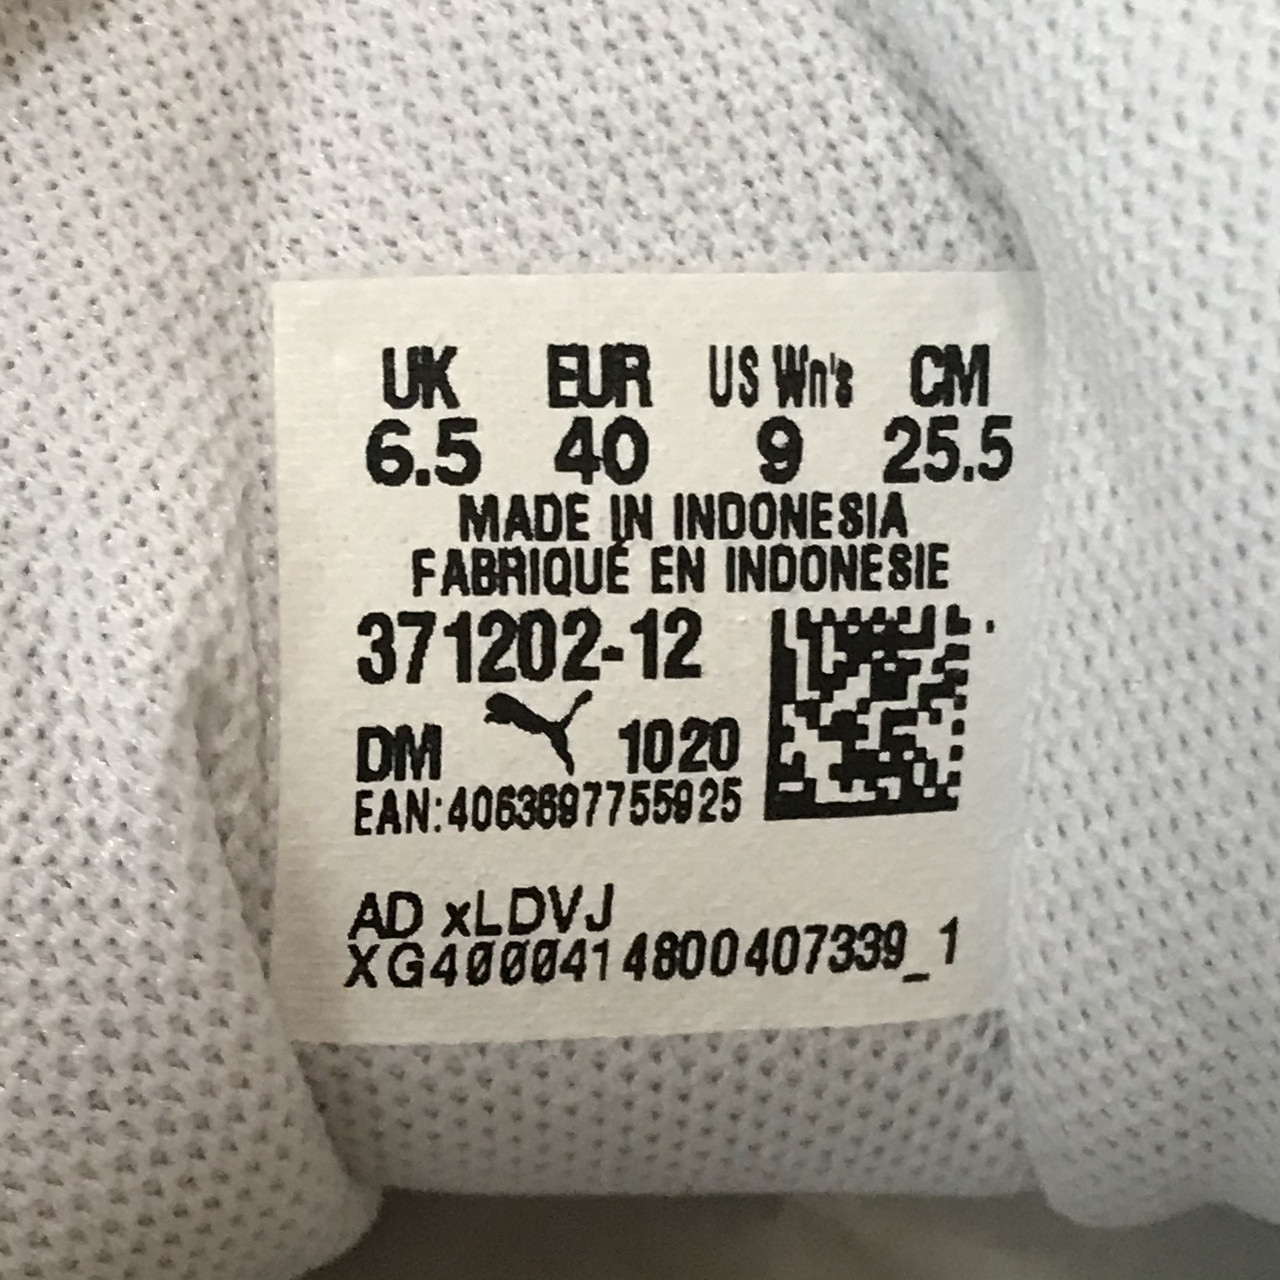 UK EUR US Wn's CM
6.5 40 9 25.5
MADE IN INDONESIA
FABRIQUÉ EN INDONESIE
371202-12
DM 1020
EAN:4063697755925
AD xLDVJ
XG4000414800407339_1